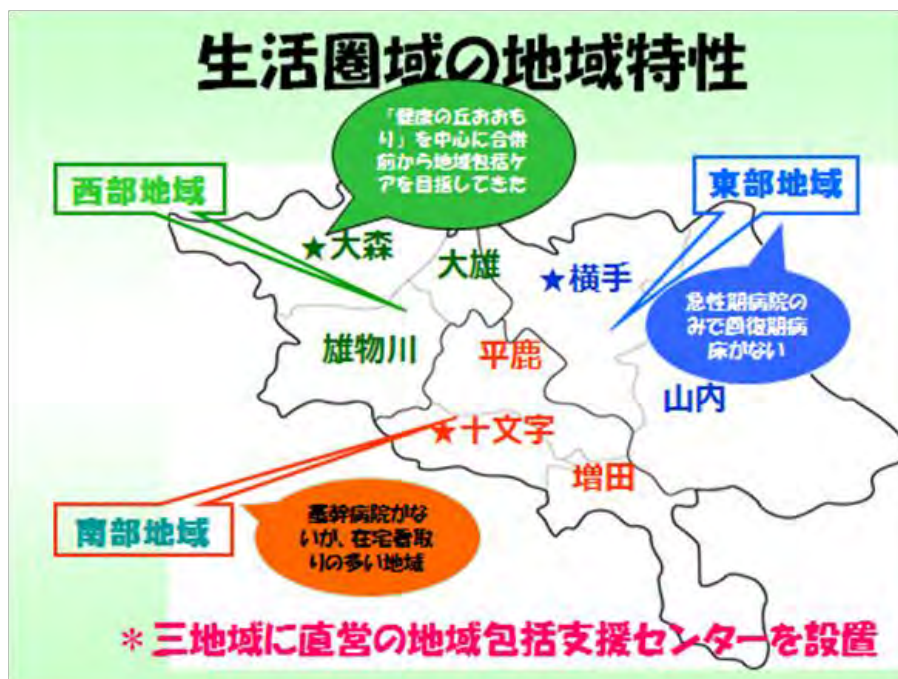 生活圏域の地域特性
「健康の丘おおも
り」を中心に合併
前から地域包括ケ
アを目指してきた
西部地域
東部地域
★大森
大雄
★横手
急性期病院の
みで回復期病
床がない
雄物川
平鹿
山内
★十文字
増田
南部地域
基幹病院がな
いが、在宅看取
りの多い地域
＊三地域に直営の地域包括支援センターを設置